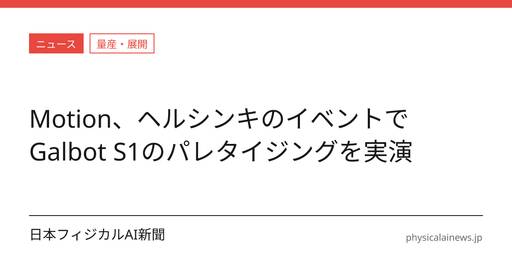 ニュース 量産・展開
Motion、ヘルシンキのイベントで
Galbot S1のパレタイジングを実演
日本フィジカルAI新聞
physicalainews.jp